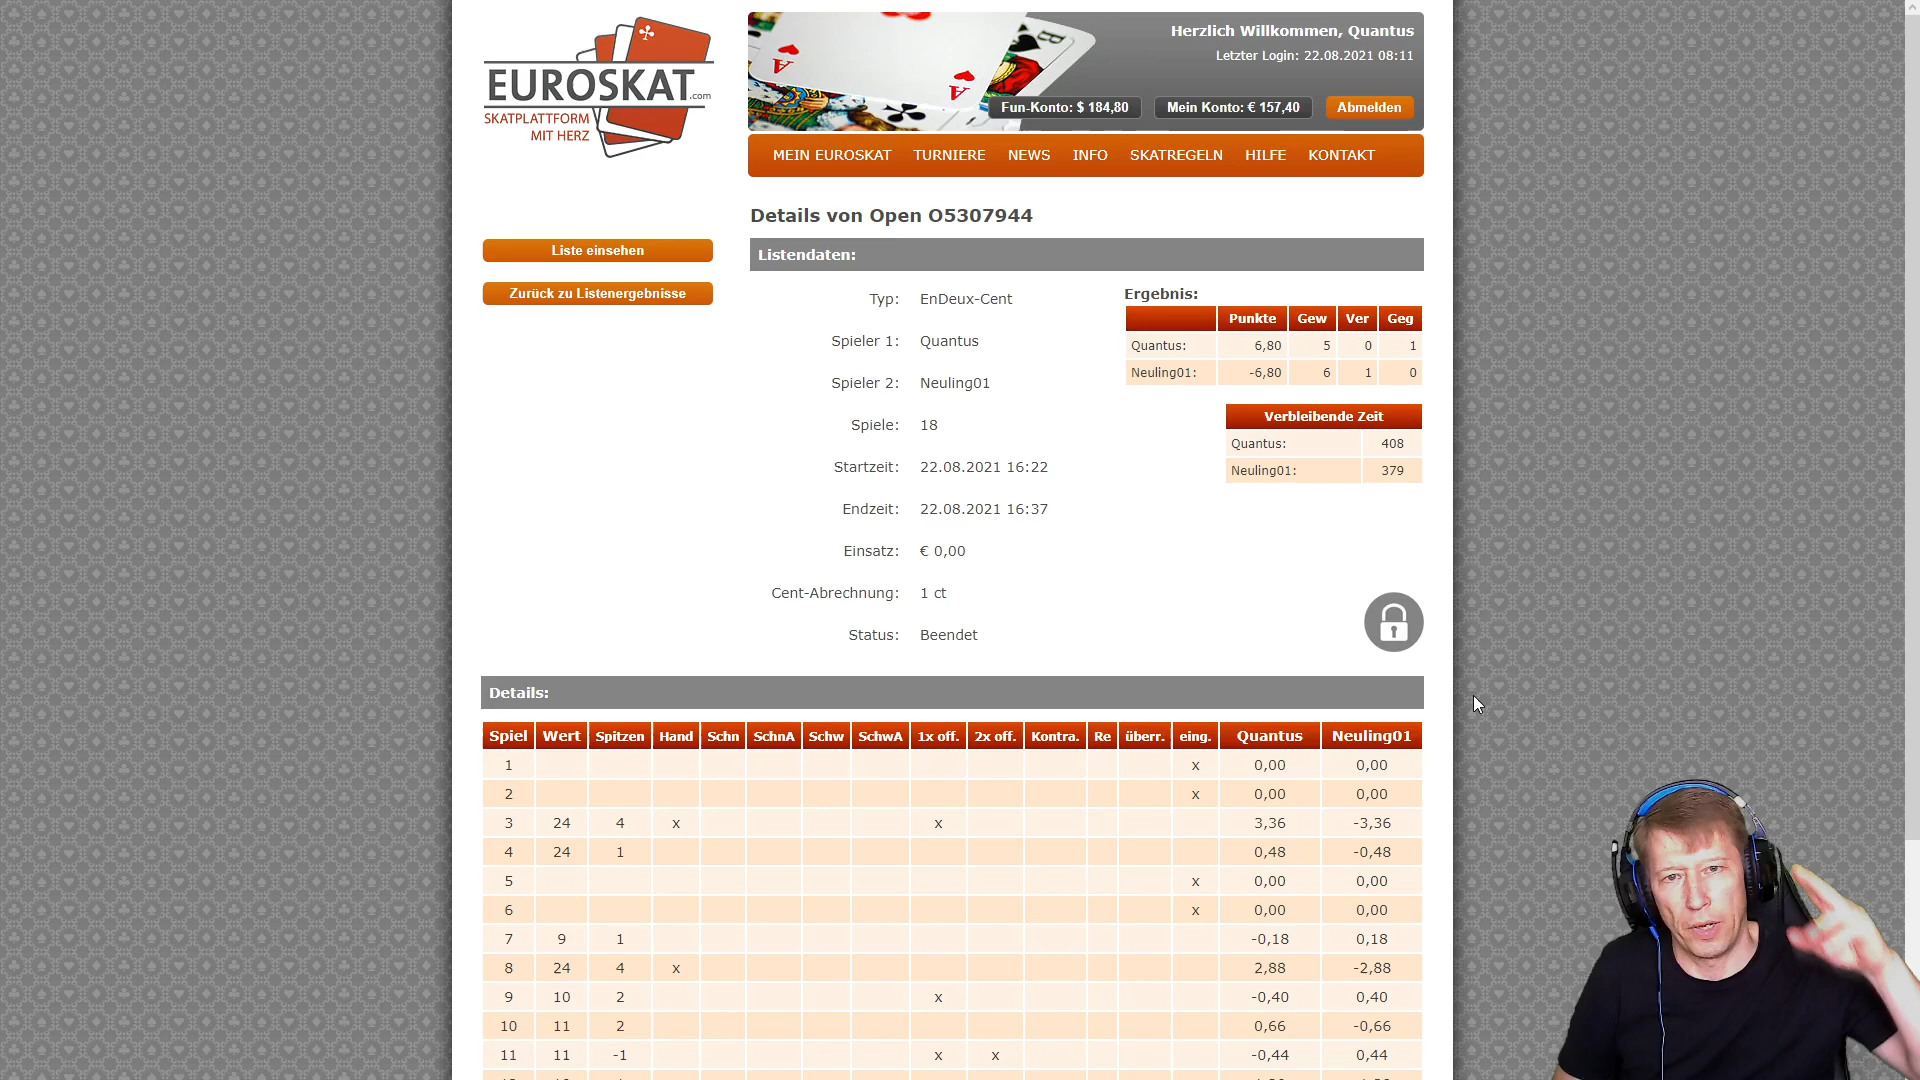 EUROSKAT.com
SKATPLATTFORM
MIT HERZ
Herzlich Willkommen, Quantus
Letzter Login: 22.08.2021 08:11
Fun-Konto: $ 184,80 Mein Konto: € 157,40 Abmelden
MEIN EUROSKAT TURNIERE NEWS INFO SKATREGELN HILFE KONTAKT
Liste einsehen
Zurück zu Listenergebnisse
Details von Open O5307944
Listendaten:
Typ: EnDeux-Cent
Spieler 1: Quantus
Spieler 2: Neuling01
Spiele: 18
Startzeit: 22.08.2021 16:22
Endzeit: 22.08.2021 16:37
Einsatz: € 0,00
Cent-Abrechnung: 1 ct
Status: Beendet
Ergebnis:
Punkte Gew Ver Geg
Quantus: 6,80 5 0 1
Neuling01: -6,80 6 1 0
Verbleibende Zeit
Quantus: 408
Neuling01: 379
Details:
Spiel Wert Spitzen Hand Schn SchnA Schw SchwA 1x off. 2x off. Kontra. Re überr. eing. Quantus Neuling01
1 x 0,00 0,00
2 x 0,00 0,00
3 24 4 x x 3,36 -3,36
4 24 1 0,48 -0,48
5 x 0,00 0,00
6 x 0,00 0,00
7 9 1 -0,18 0,18
8 24 4 x 2,88 -2,88
9 10 2 x -0,40 0,40
10 11 2 0,66 -0,66
11 11 -1 x x -0,44 0,44